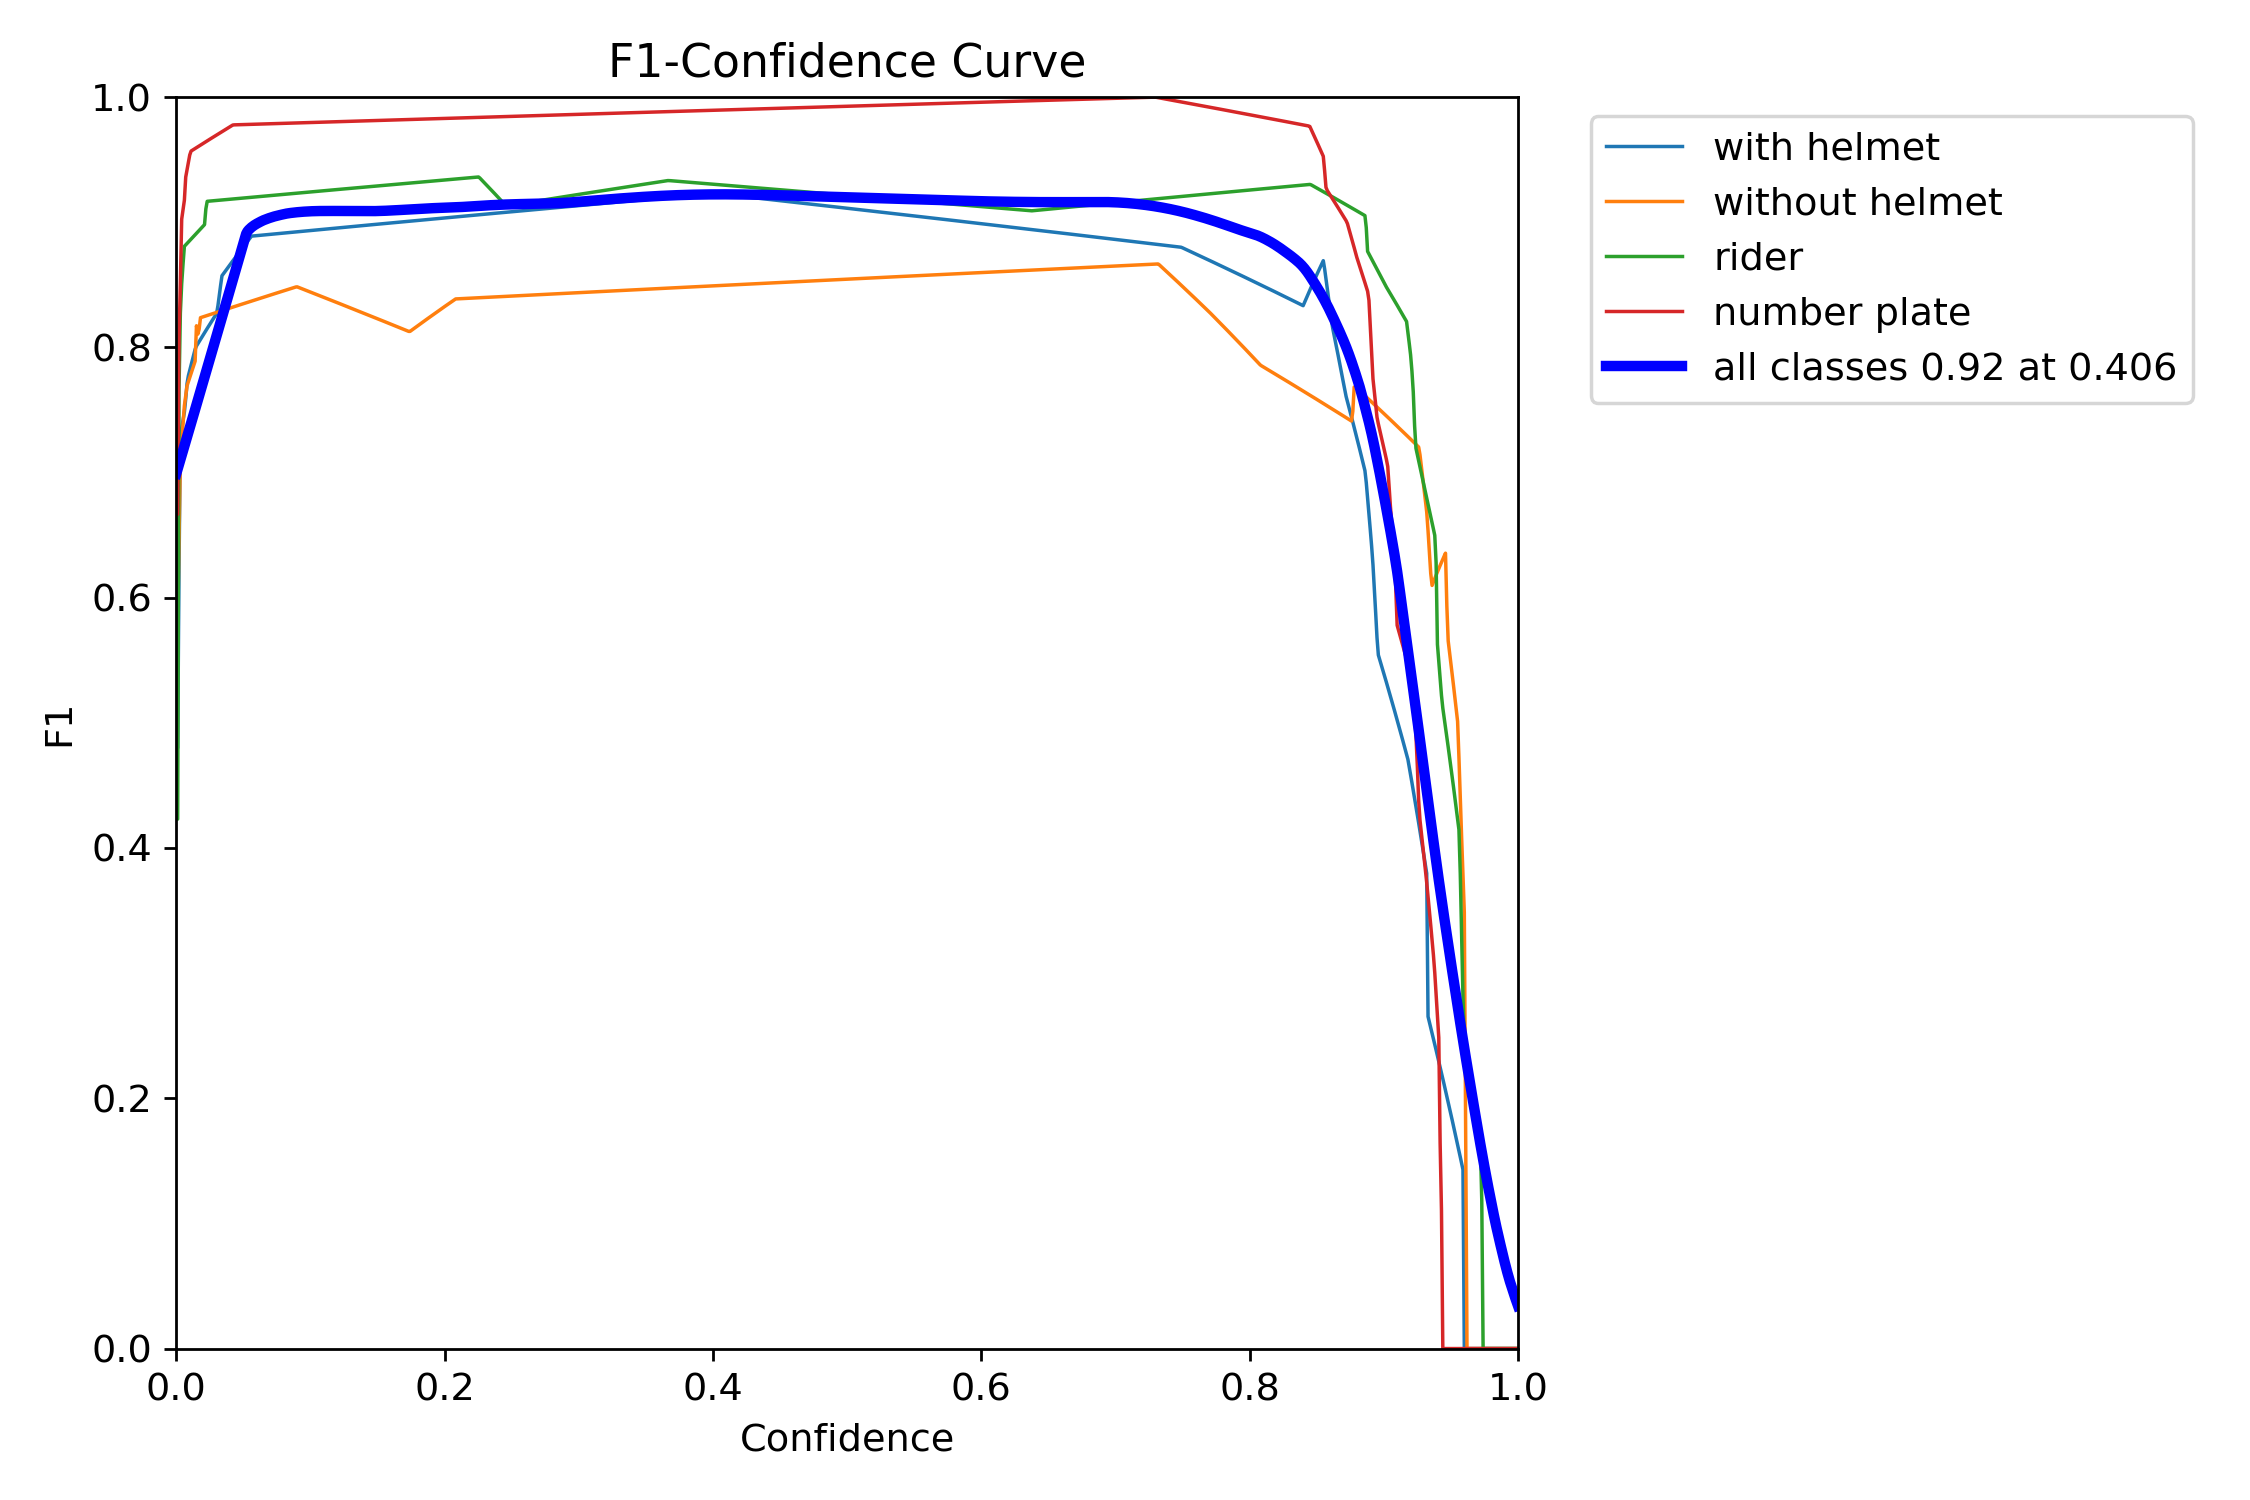 F1-Confidence Curve
1.0
0.8
0.6
0.4
0.2
0.0
F1
0.0 0.2 0.4 0.6 0.8 1.0
Confidence
with helmet
without helmet
rider
number plate
all classes 0.92 at 0.406